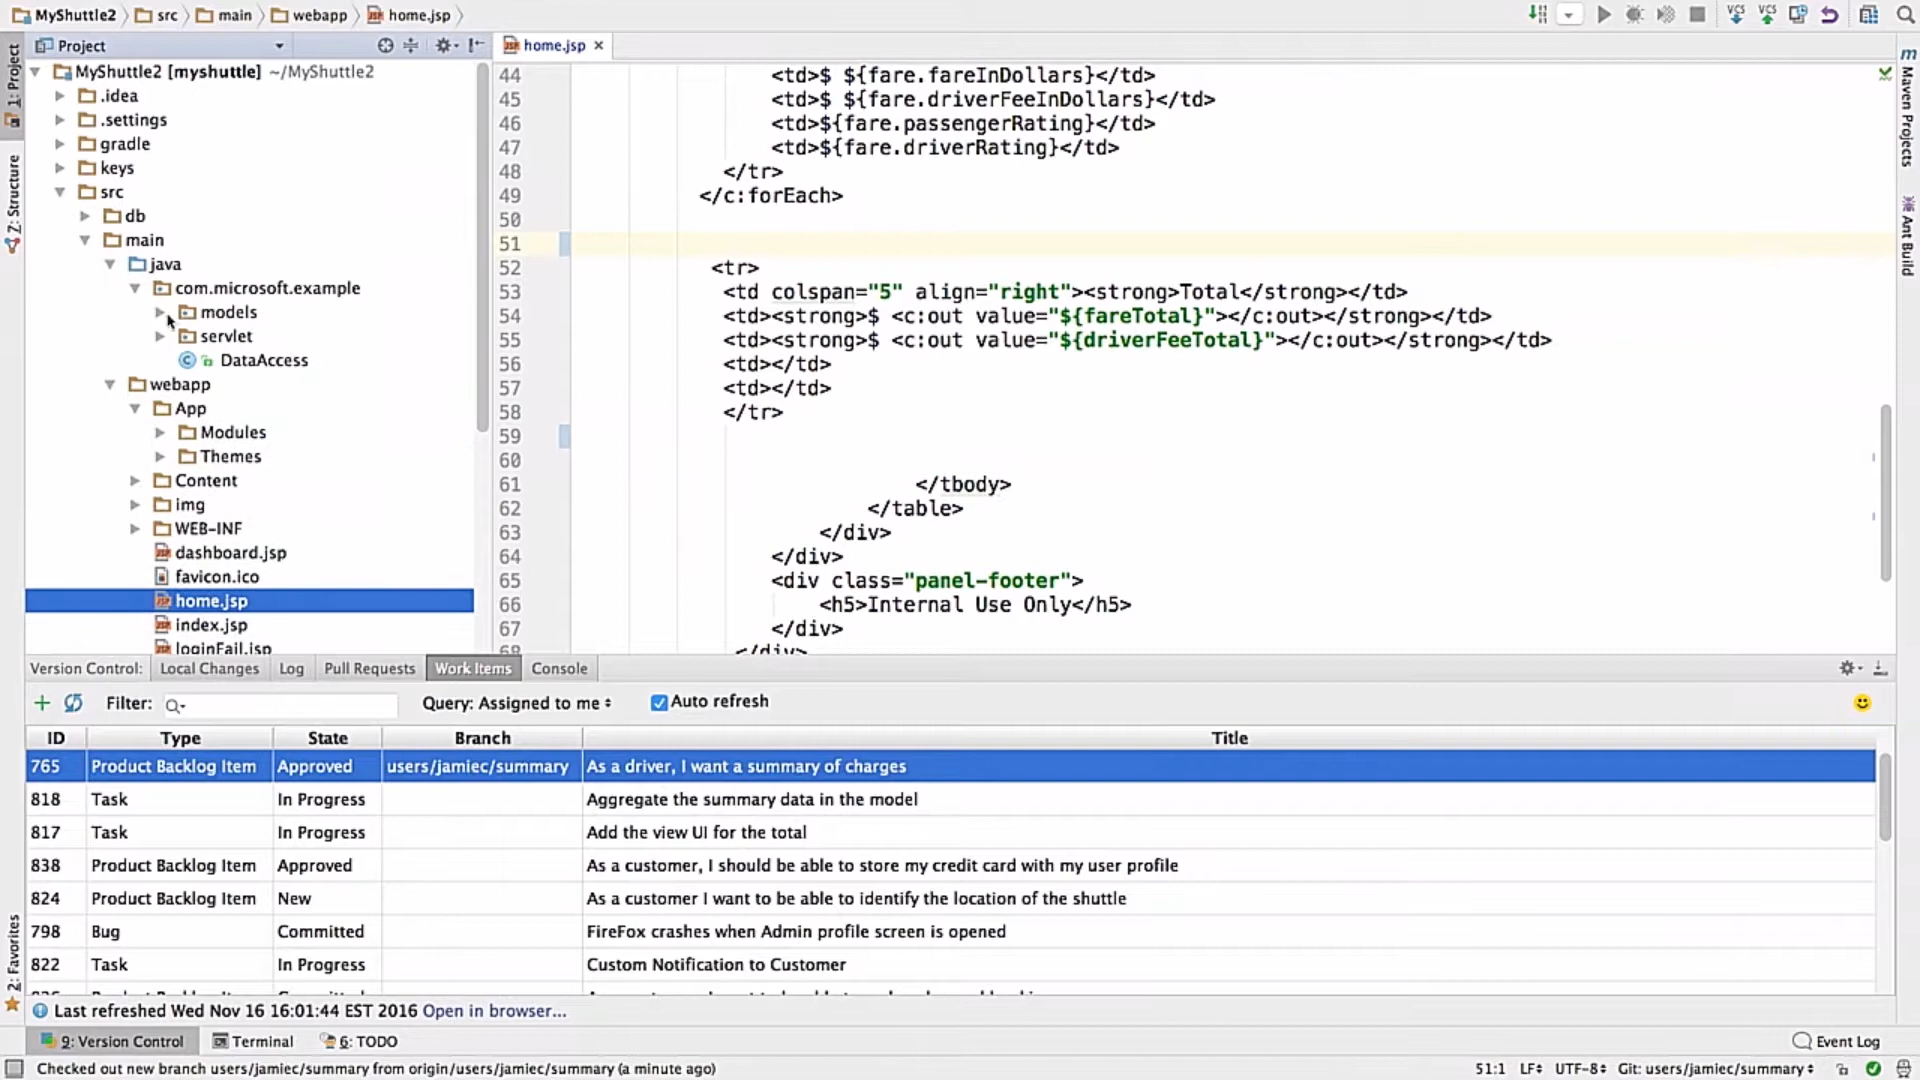 MyShuttle2 src main webapp home.jsp
VCS VCS
Project
home.jsp
1: Project
Z: Structure
2: Favorites
MyShuttle2 [myshuttle] ~/MyShuttle2
.idea
.settings
gradle
keys
src
db
main
java
com.microsoft.example
models
servlet
DataAccess
webapp
App
Modules
Themes
Content
img
WEB-INF
dashboard.jsp
favicon.ico
home.jsp
index.jsp
loginFail.jsp
44 <td>$ ${fare.fareInDollars}</td>
45 <td>$ ${fare.driverFeeInDollars}</td>
46 <td>${fare.passengerRating}</td>
47 <td>${fare.driverRating}</td>
48 </tr>
49 </c:forEach>
50
51
52 <tr>
53 <td colspan="5" align="right"><strong>Total</strong></td>
54 <td><strong>$ <c:out value="${fareTotal}"></c:out></strong></td>
55 <td><strong>$ <c:out value="${driverFeeTotal}"></c:out></strong></td>
56 <td></td>
57 <td></td>
58 </tr>
59
60
61 </tbody>
62 </table>
63 </div>
64 </div>
65 <div class="panel-footer">
66 <h5>Internal Use Only</h5>
67 </div>
68 </div>
m Maven Projects
Ant Build
Version Control: Local Changes Log Pull Requests Work Items Console
Filter: Query: Assigned to me Auto refresh
ID Type State Branch Title
765 Product Backlog Item Approved users/jamiec/summary As a driver, I want a summary of charges
818 Task In Progress Aggregate the summary data in the model
817 Task In Progress Add the view UI for the total
838 Product Backlog Item Approved As a customer, I should be able to store my credit card with my user profile
824 Product Backlog Item New As a customer I want to be able to identify the location of the shuttle
798 Bug Committed FireFox crashes when Admin profile screen is opened
822 Task In Progress Custom Notification to Customer
Last refreshed Wed Nov 16 16:01:44 EST 2016 Open in browser...
9: Version Control Terminal 6: TODO Event Log
Checked out new branch users/jamiec/summary from origin/users/jamiec/summary (a minute ago) 51:1 LF UTF-8 Git: users/jamiec/summary